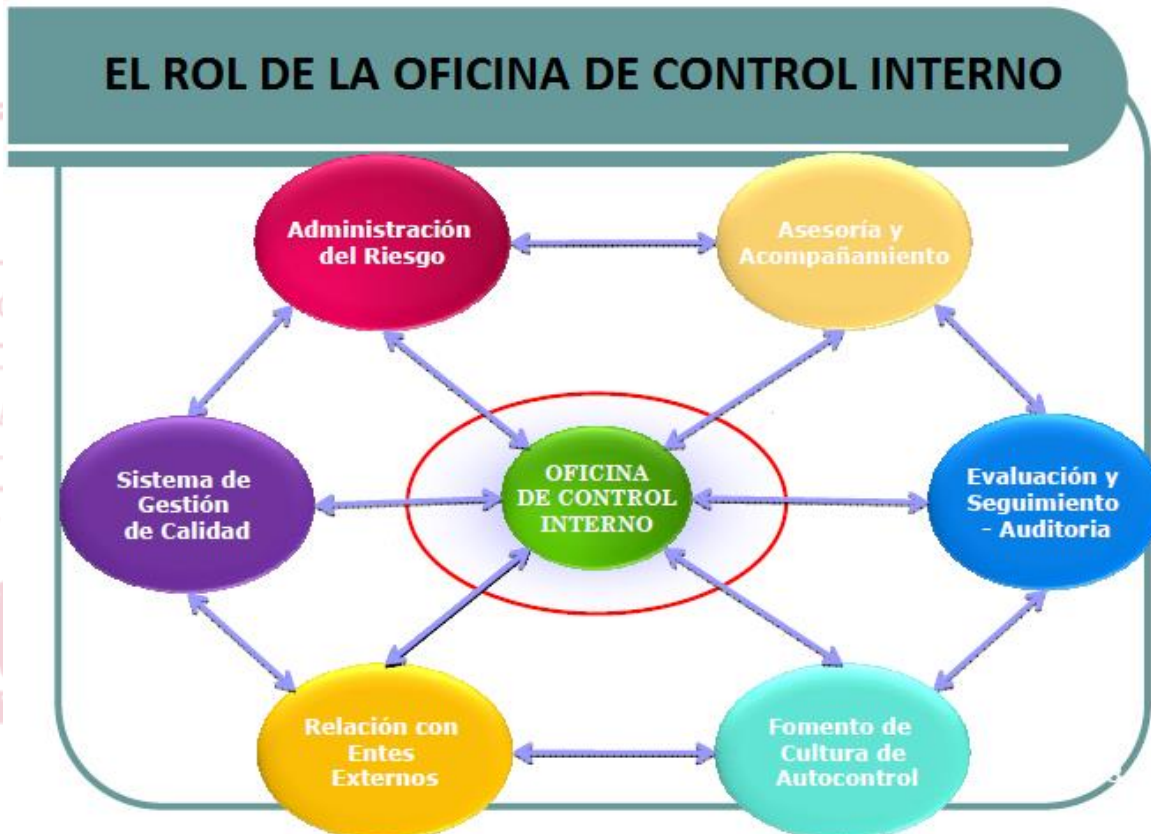 EL ROL DE LA OFICINA DE CONTROL INTERNO
Administración
del Riesgo
Asesoría y
Acompañamiento
Sistema de
Gestión
de Calidad
OFICINA
DE CONTROL
INTERNO
Evaluación y
Seguimiento
- Auditoria
Relación con
Entes
Externos
Fomento de
Cultura de
Autocontrol